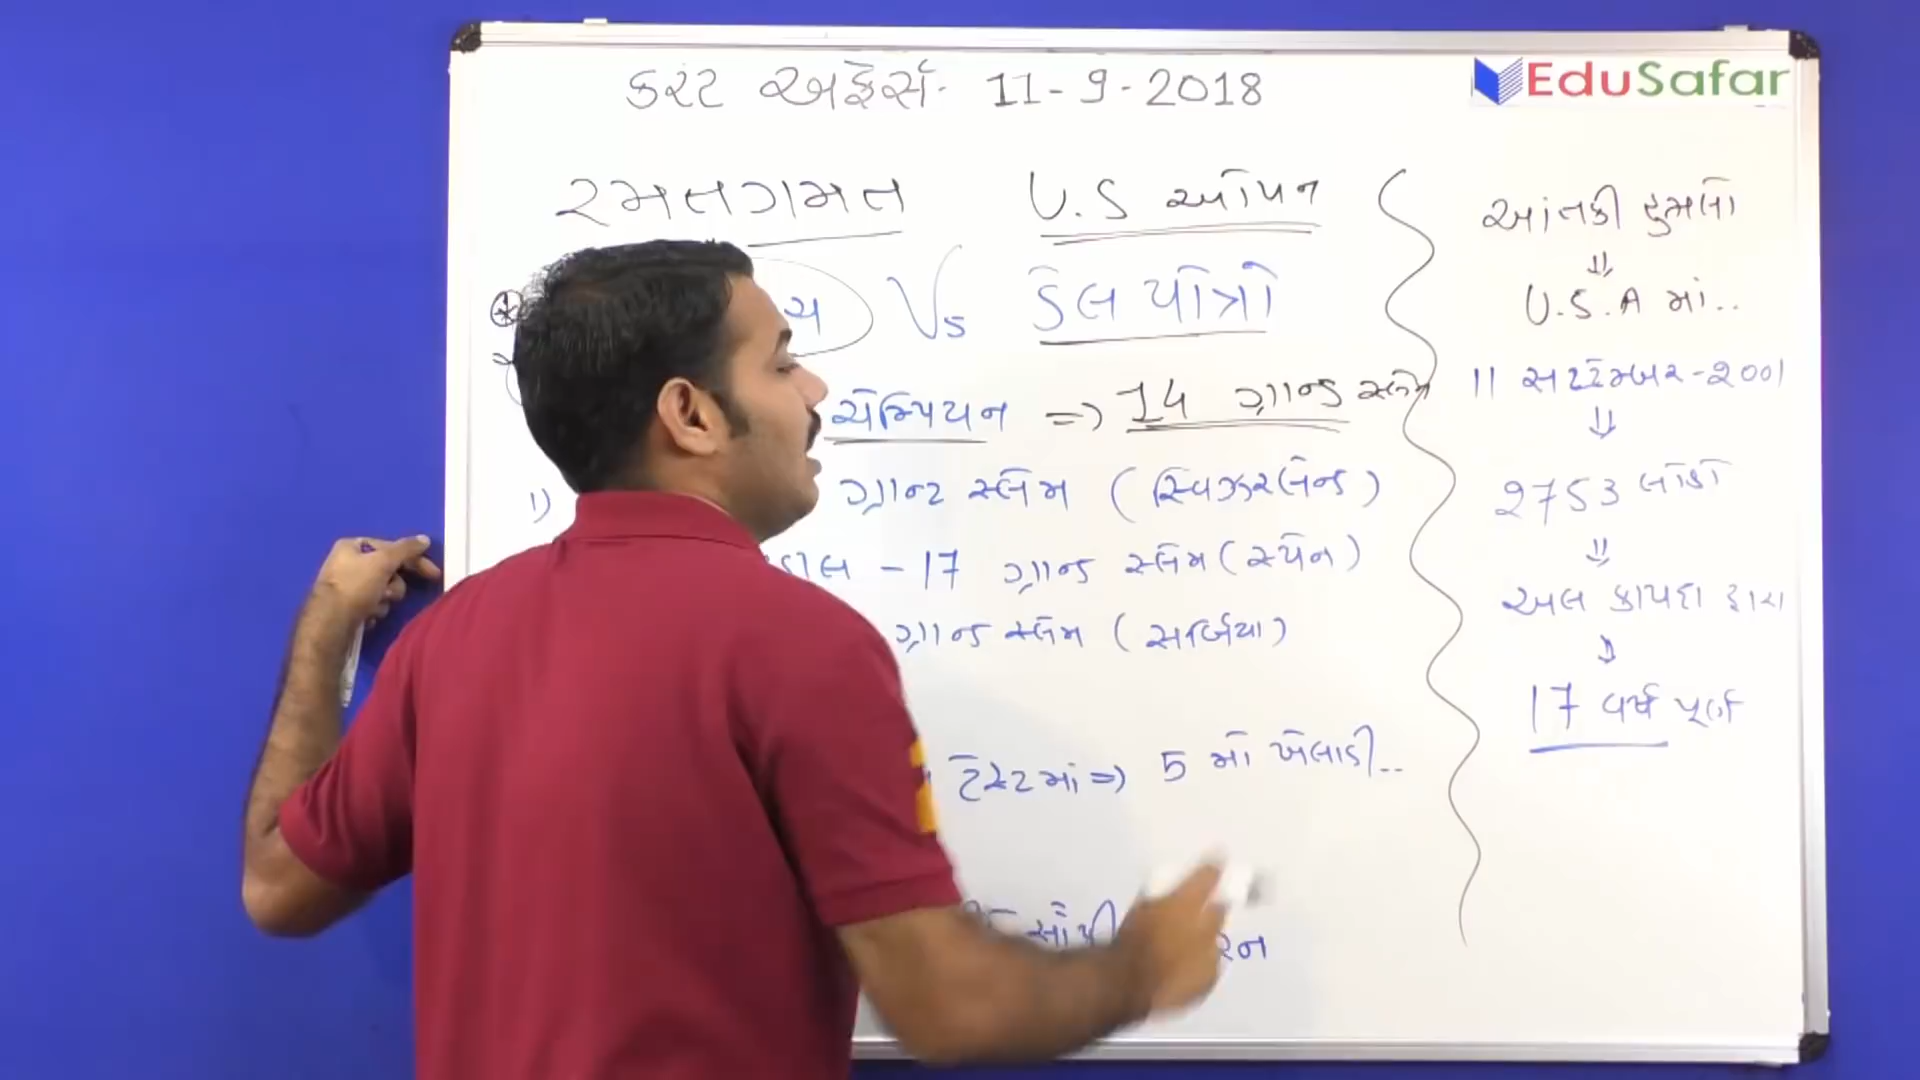 કરંટ અફેર્સ - 11-9-2018
EduSafar
રમતગમત U.S ઓપન
Vs ડેલ પોત્રો
ચેમ્પિયન => 14 ગ્રાન્ડ સ્લેમ
1) ગ્રાન્ટ સ્લેમ (સ્વિઝરલેન્ડ)
ડાલ - 17 ગ્રાન્ડ સ્લેમ (સ્પેન)
ગ્રાન્ડ સ્લેમ (સર્બિયા)
ટેસ્ટમાં => 5 મો ખેલાડી..
રન
આંતકી હુમલો
⇓
U.S.A માં..
11 સપ્ટેમ્બર-2001
⇓
2753 લોકો
⇓
અલ કાયદા દ્વારા
⇓
17 વર્ષ પૂર્ણ